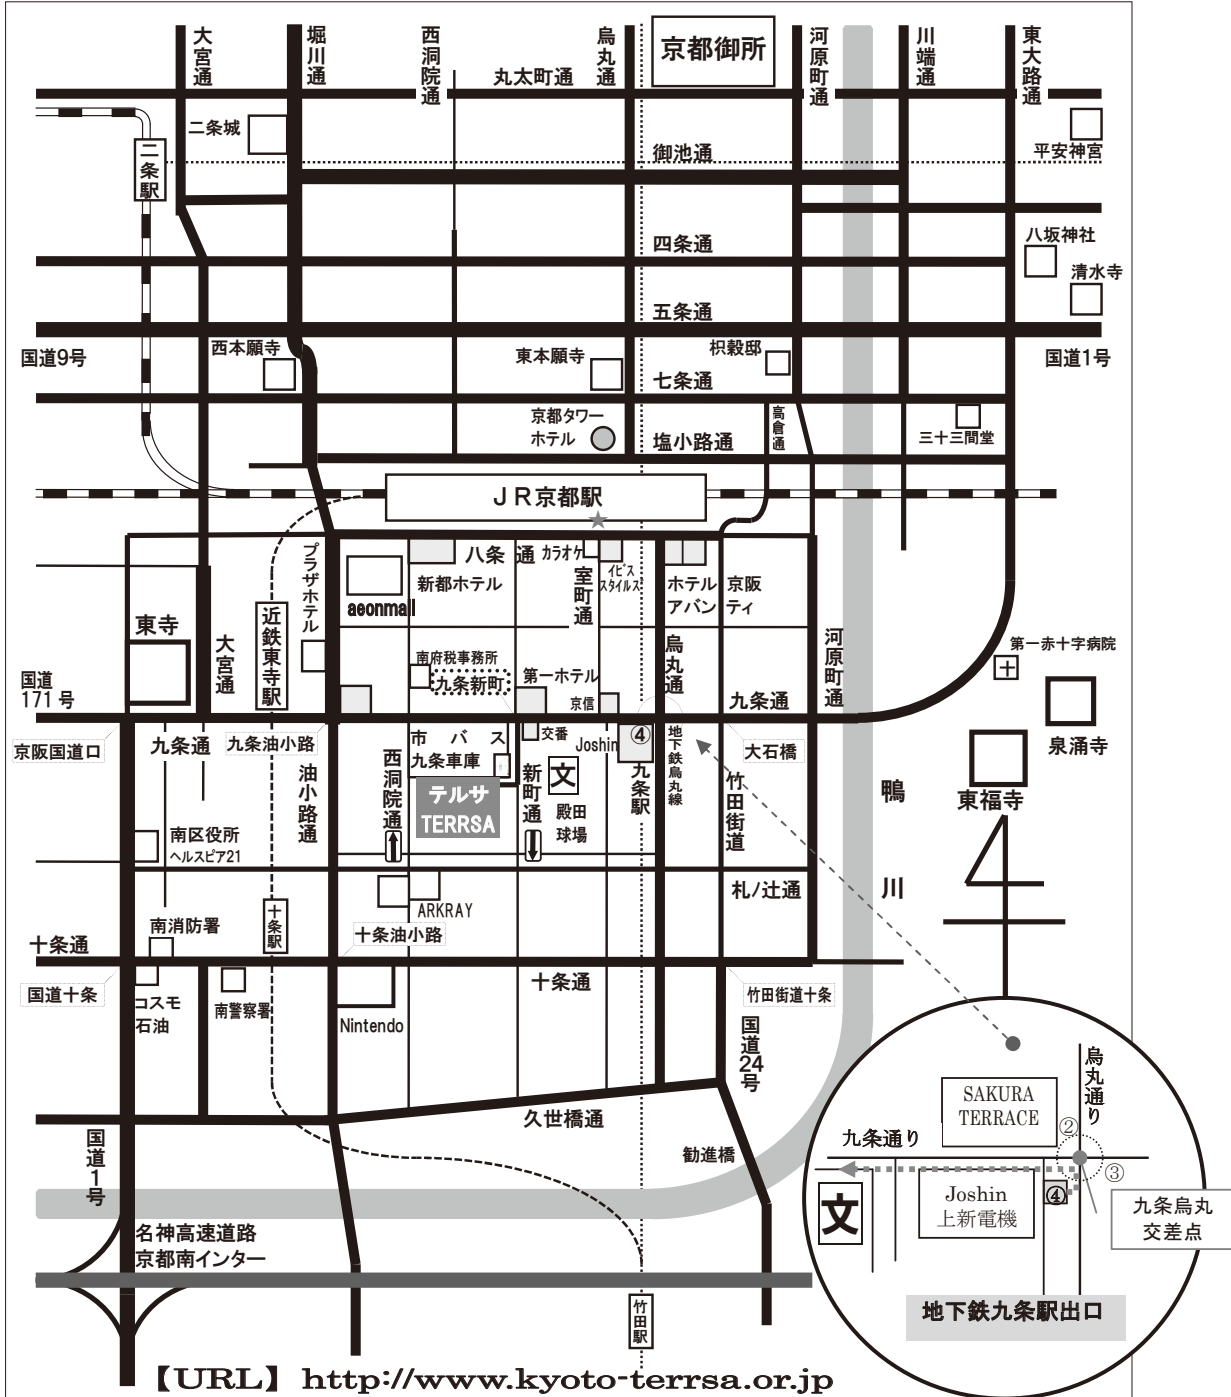 大宮通
堀川通
西洞院通
烏丸通
京都御所
河原町通
川端通
東大路通
丸太町通
二条城
二条駅
御池通
平安神宮
四条通
八坂神社
清水寺
五条通
国道9号
西本願寺
東本願寺
枳殻邸
国道1号
七条通
京都タワー
ホテル
高倉通
塩小路通
三十三間堂
JR京都駅
プラザホテル
八条通
カラオケ
新都ホテル
イビス
スタイルズ
室町通
ホテル 京阪
アバンティ
aeonmall
東寺
大宮通
近鉄東寺駅
南府税事務所
九条新町
第一ホテル
京信
烏丸通
河原町通
第一赤十字病院
国道
171号
九条通
泉涌寺
京阪国道口
九条通
九条油小路
市バス
九条車庫
交番
Joshin
④
地下鉄烏丸線
大石橋
油小路通
西洞院通
テルサ
TERRSA
新町通
文
殿田
球場
九条駅
竹田街道
鴨川
東福寺
南区役所
ヘルスピア21
札ノ辻通
ARKRAY
南消防署
十条駅
十条油小路
十条通
国道十条
コスモ
石油
南警察署
Nintendo
十条通
竹田街道十条
国道24号
久世橋通
国道1号
勧進橋
名神高速道路
京都南インター
竹田駅
烏丸通り
SAKURA
TERRACE
九条通り
②
③
文
Joshin
上新電機
④
九条烏丸
交差点
地下鉄九条駅出口
【URL】 http://www.kyoto-terrsa.or.jp